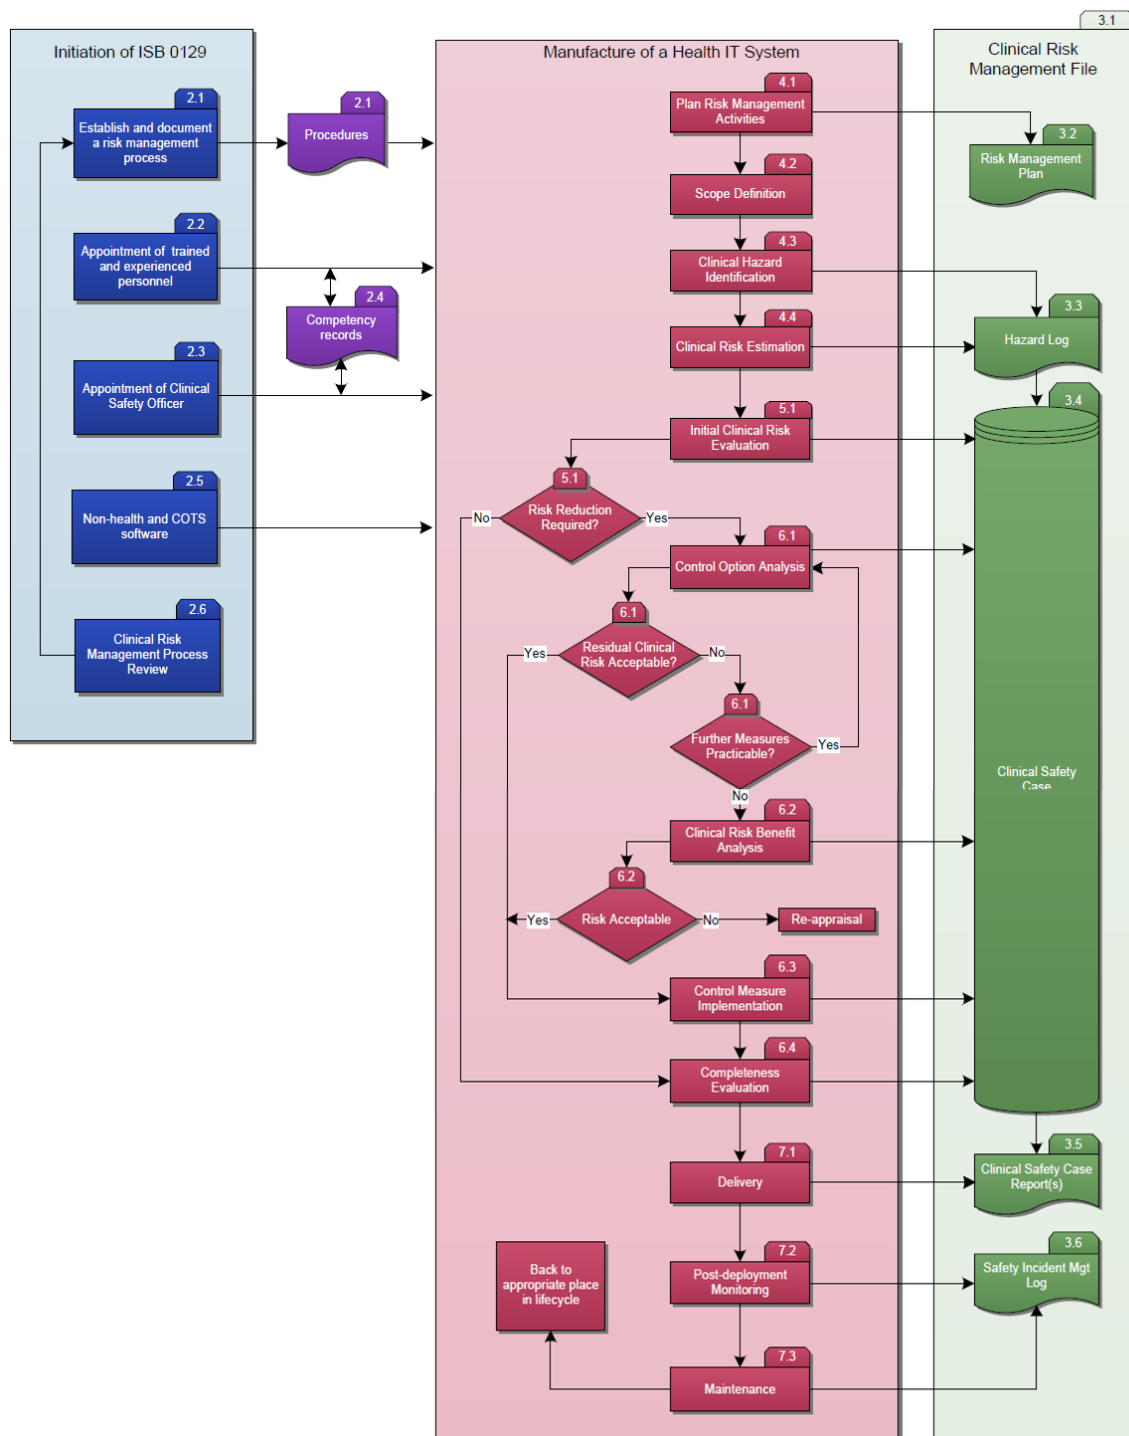 3.1
Initiation of ISB 0129
2.1
Establish and document
a risk management
process
2.2
Appointment of trained
and experienced
personnel
2.3
Appointment of Clinical
Safety Officer
2.5
Non-health and COTS
software
2.6
Clinical Risk
Management Process
Review
2.1
Procedures
2.4
Competency
records
Manufacture of a Health IT System
4.1
Plan Risk Management
Activities
4.2
Scope Definition
4.3
Clinical Hazard
Identification
4.4
Clinical Risk Estimation
5.1
Initial Clinical Risk
Evaluation
5.1
Risk Reduction
Required?
No
Yes
6.1
Control Option Analysis
6.1
Residual Clinical
Risk Acceptable?
Yes
No
6.1
Further Measures
Practicable?
Yes
No
6.2
Clinical Risk Benefit
Analysis
6.2
Risk Acceptable
Yes
No
Re-appraisal
6.3
Control Measure
Implementation
6.4
Completeness
Evaluation
7.1
Delivery
7.2
Post-deployment
Monitoring
Back to
appropriate place
in lifecycle
7.3
Maintenance
Clinical Risk
Management File
3.2
Risk Management
Plan
3.3
Hazard Log
3.4
Clinical Safety
Case
3.5
Clinical Safety Case
Report(s)
3.6
Safety Incident Mgt
Log